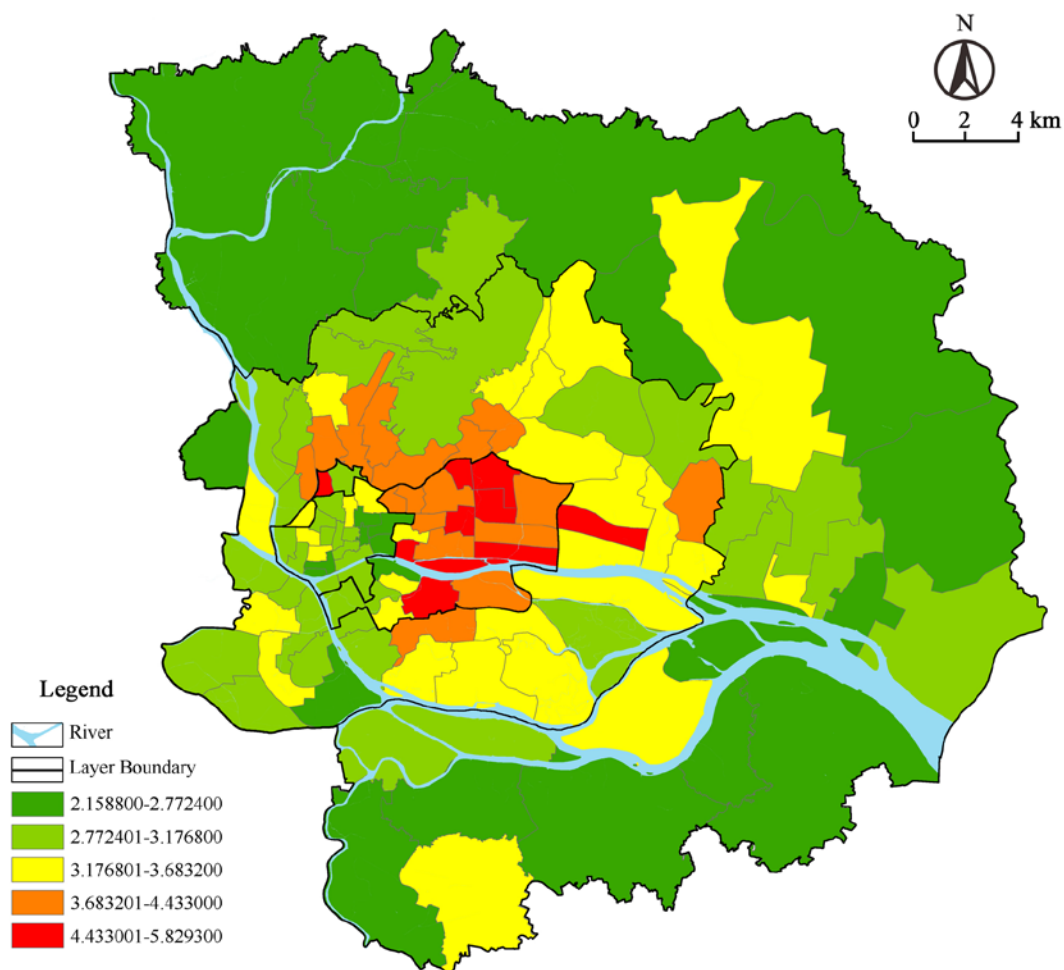 N
0 2 4 km
Legend
River
Layer Boundary
2.158800-2.772400
2.772401-3.176800
3.176801-3.683200
3.683201-4.433000
4.433001-5.829300